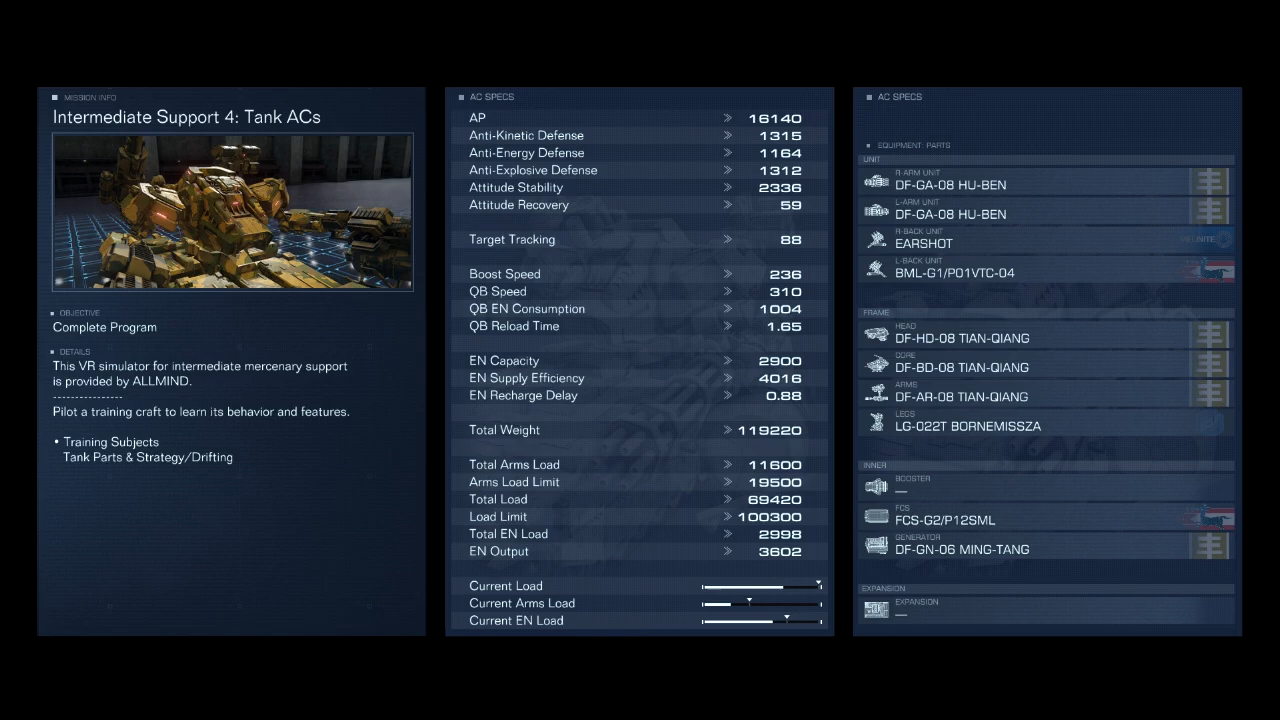 MISSION INFO
Intermediate Support 4: Tank ACs
OBJECTIVE
Complete Program
DETAILS
This VR simulator for intermediate mercenary support
is provided by ALLMIND.
----------------
Pilot a training craft to learn its behavior and features.
• Training Subjects
Tank Parts & Strategy/Drifting
AC SPECS
AP 16140
Anti-Kinetic Defense 1315
Anti-Energy Defense 1164
Anti-Explosive Defense 1312
Attitude Stability 2336
Attitude Recovery 59
Target Tracking 88
Boost Speed 236
QB Speed 310
QB EN Consumption 1004
QB Reload Time 1.65
EN Capacity 2900
EN Supply Efficiency 4016
EN Recharge Delay 0.88
Total Weight 119220
Total Arms Load 11600
Arms Load Limit 19500
Total Load 69420
Load Limit 100300
Total EN Load 2998
EN Output 3602
Current Load
Current Arms Load
Current EN Load
AC SPECS
EQUIPMENT: PARTS
UNIT
R-ARM UNIT
DF-GA-08 HU-BEN
L-ARM UNIT
DF-GA-08 HU-BEN
R-BACK UNIT
EARSHOT
L-BACK UNIT
BML-G1/P01VTC-04
FRAME
HEAD
DF-HD-08 TIAN-QIANG
CORE
DF-BD-08 TIAN-QIANG
ARMS
DF-AR-08 TIAN-QIANG
LEGS
LG-022T BORNEMISSZA
INNER
BOOSTER
—
FCS
FCS-G2/P12SML
GENERATOR
DF-GN-06 MING-TANG
EXPANSION
EXPANSION
—